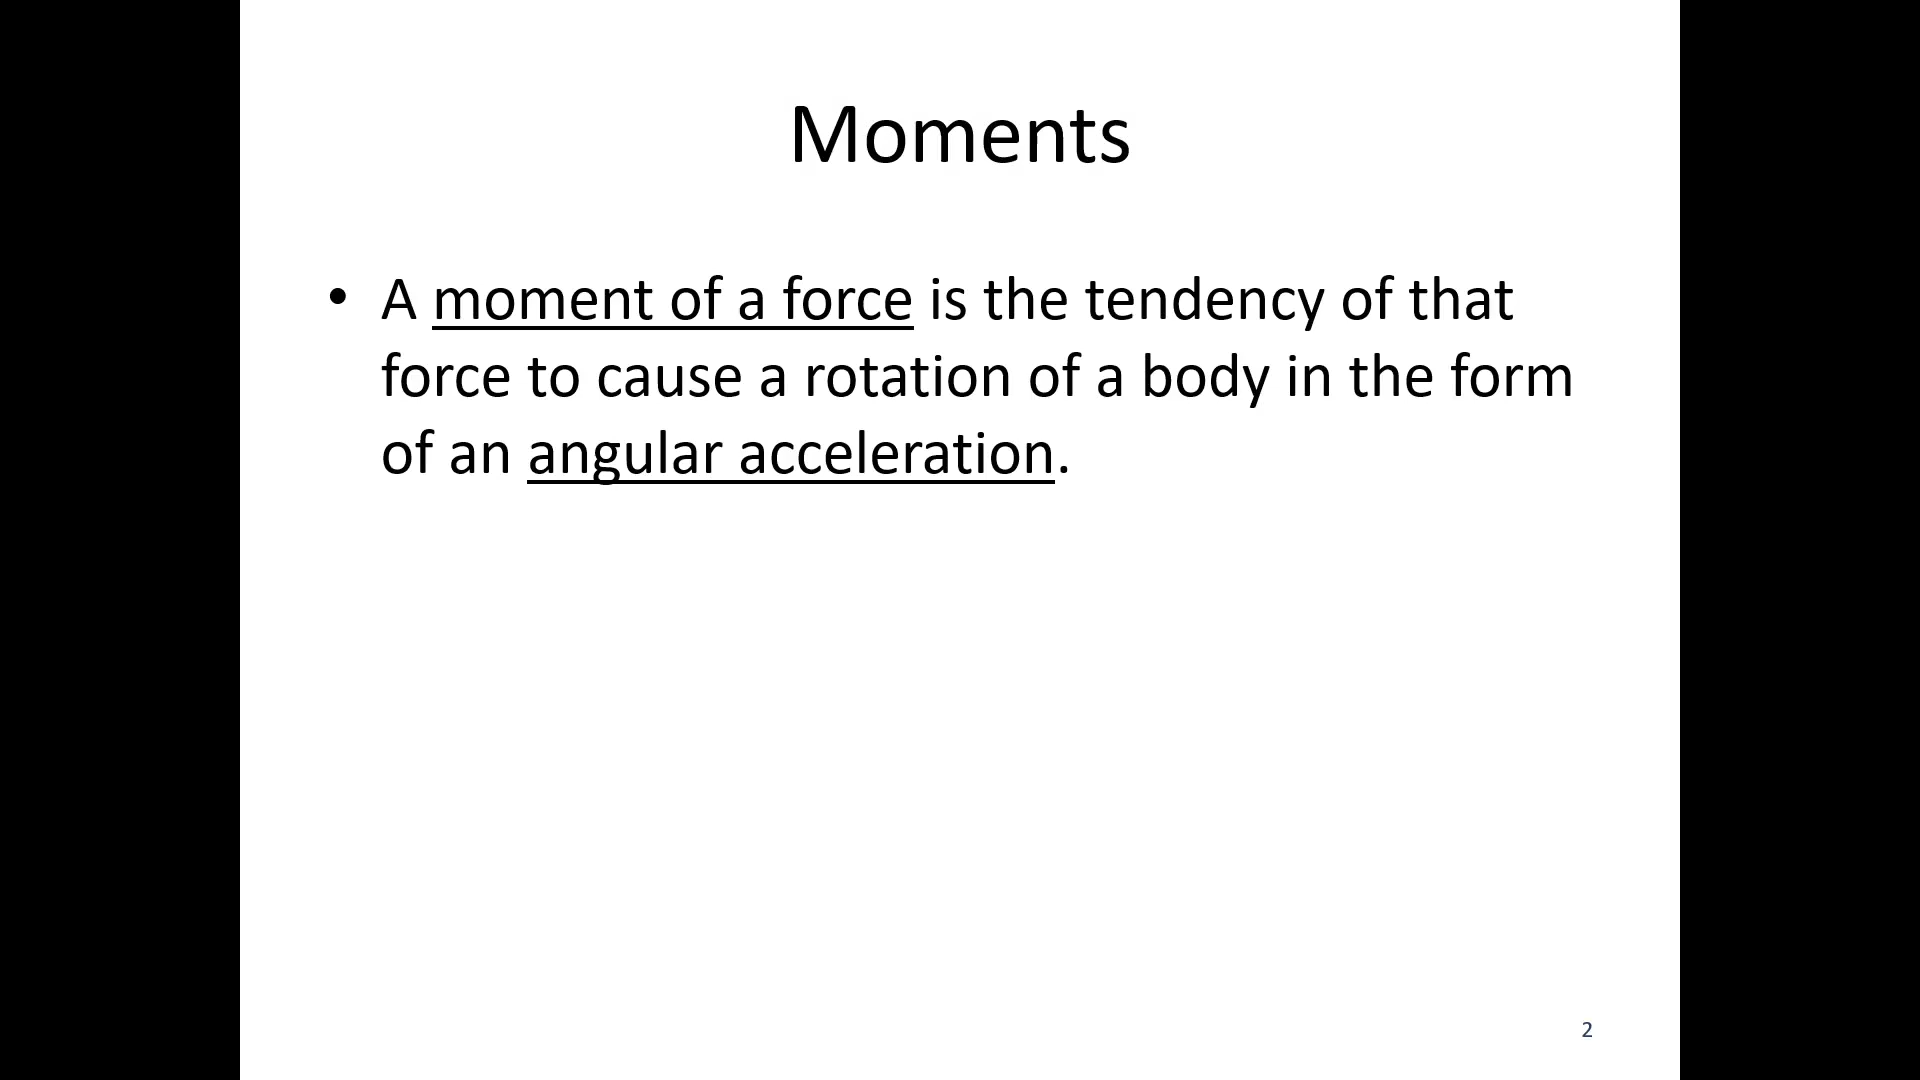 Moments
• A moment of a force is the tendency of that
force to cause a rotation of a body in the form
of an angular acceleration.
2